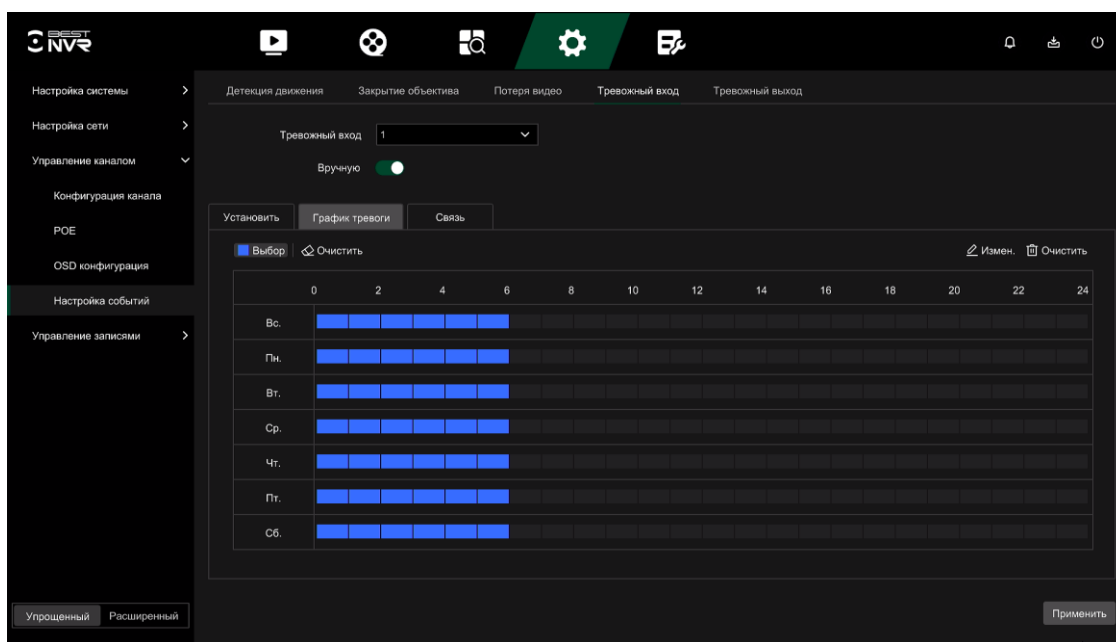 BEST
NVR
Настройка системы
Детекция движения Закрытие объектива Потеря видео Тревожный вход Тревожный выход
Настройка сети
Тревожный вход 1
Управление каналом
Вручную
Конфигурация канала
Установить График тревоги Связь
POE
Выбор Очистить Измен. Очистить
OSD конфигурация
0 2 4 6 8 10 12 14 16 18 20 22 24
Настройка событий
Вс.
Управление записями
Пн.
Вт.
Ср.
Чт.
Пт.
Сб.
Упрощенный Расширенный Применить